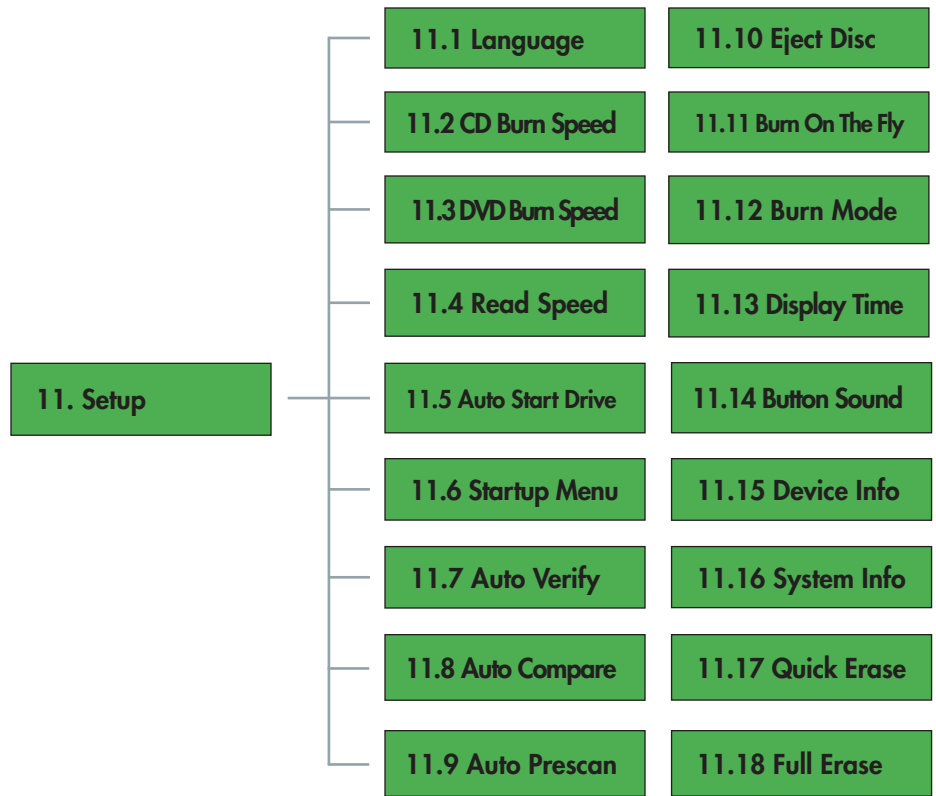 11. Setup
11.1 Language
11.2 CD Burn Speed
11.3 DVD Burn Speed
11.4 Read Speed
11.5 Auto Start Drive
11.6 Startup Menu
11.7 Auto Verify
11.8 Auto Compare
11.9 Auto Prescan
11.10 Eject Disc
11.11 Burn On The Fly
11.12 Burn Mode
11.13 Display Time
11.14 Button Sound
11.15 Device Info
11.16 System Info
11.17 Quick Erase
11.18 Full Erase